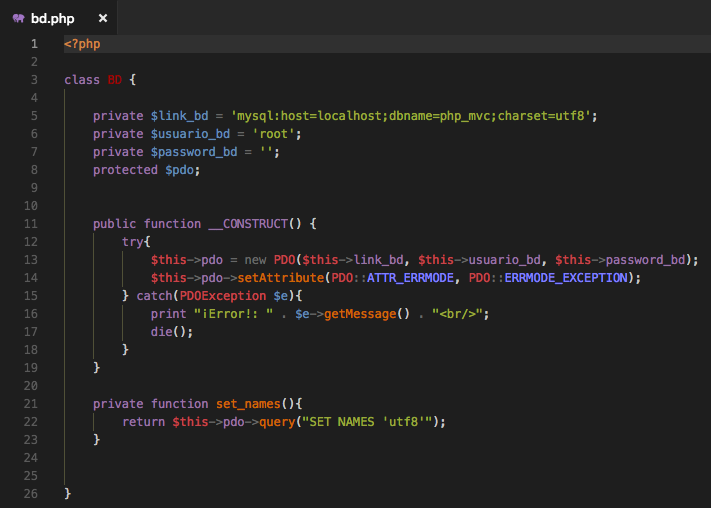 bd.php ×
1 <?php
2
3 class BD {
4
5     private $link_bd = 'mysql:host=localhost;dbname=php_mvc;charset=utf8';
6     private $usuario_bd = 'root';
7     private $password_bd = '';
8     protected $pdo;
9
10
11     public function __CONSTRUCT() {
12         try{
13             $this->pdo = new PDO($this->link_bd, $this->usuario_bd, $this->password_bd);
14             $this->pdo->setAttribute(PDO::ATTR_ERRMODE, PDO::ERRMODE_EXCEPTION);
15         } catch(PDOException $e){
16             print "¡Error!: " . $e->getMessage() . "<br/>";
17             die();
18         }
19     }
20
21     private function set_names(){
22         return $this->pdo->query("SET NAMES 'utf8'");
23     }
24
25
26 }